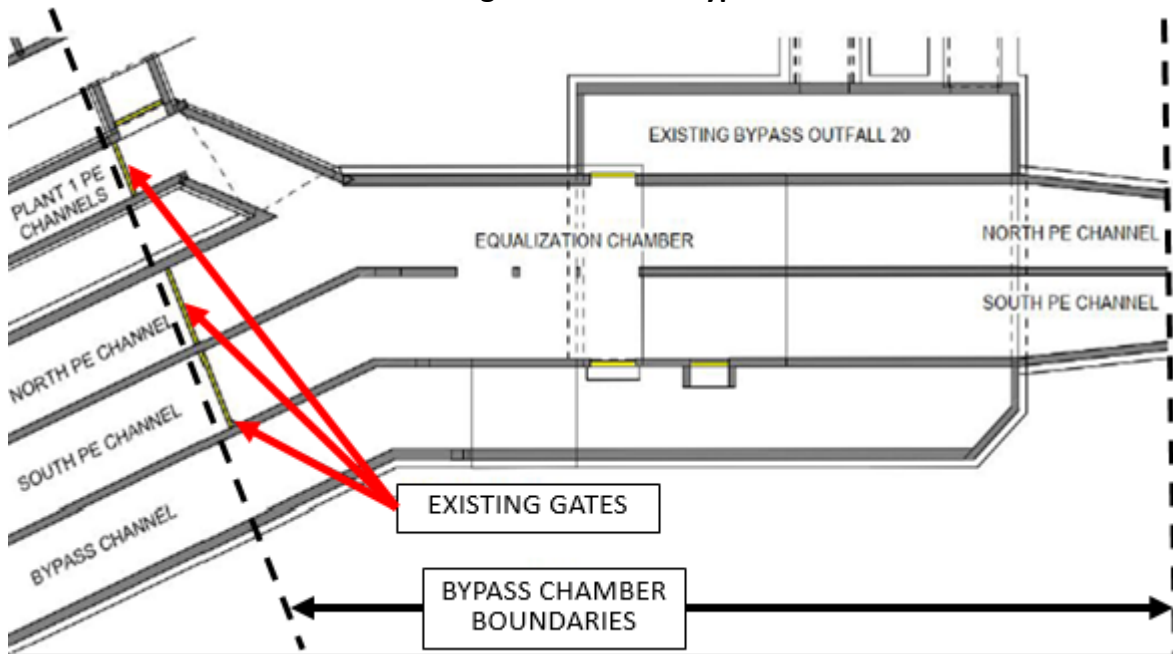 EXISTING BYPASS OUTFALL 20
PLANT 1 PE
CHANNELS
EQUALIZATION CHAMBER
NORTH PE CHANNEL
SOUTH PE CHANNEL
NORTH PE CHANNEL
SOUTH PE CHANNEL
BYPASS CHANNEL
EXISTING GATES
BYPASS CHAMBER
BOUNDARIES